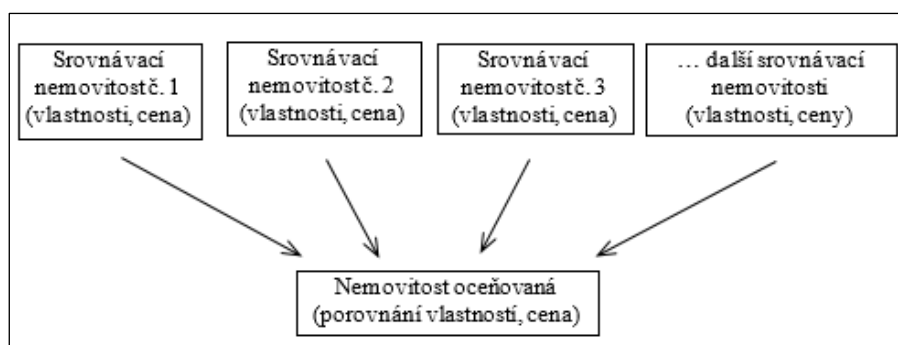 Srovnávací
nemovitost č. 1
(vlastnosti, cena)
Srovnávací
nemovitost č. 2
(vlastnosti, cena)
Srovnávací
nemovitost č. 3
(vlastnosti, cena)
… další srovnávací
nemovitosti
(vlastnosti, ceny)
Nemovitost oceňovaná
(porovnání vlastností, cena)